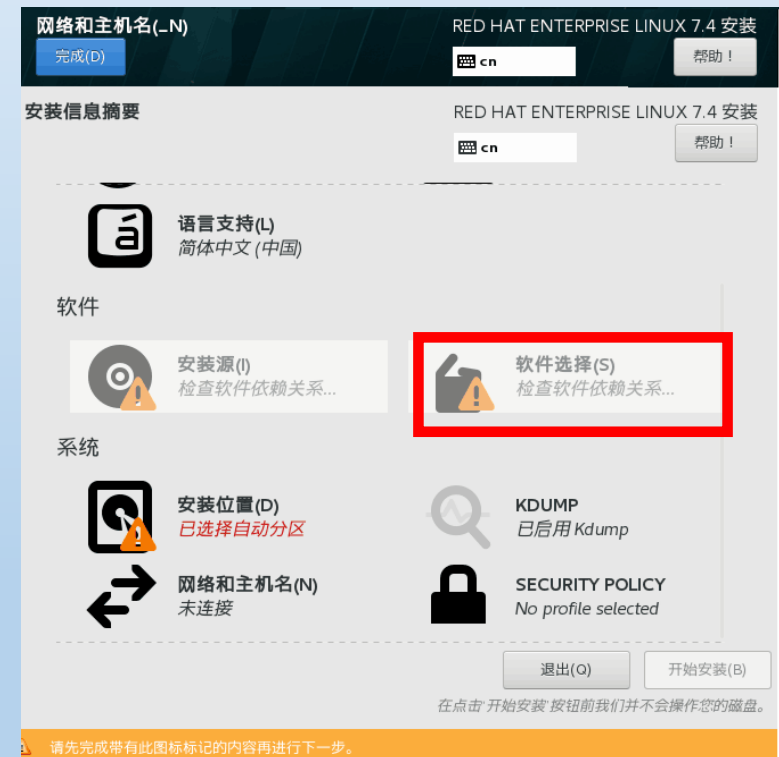 网络和主机名(_N)
RED HAT ENTERPRISE LINUX 7.4 安装
完成(D)
cn
帮助！
安装信息摘要
RED HAT ENTERPRISE LINUX 7.4 安装
cn
帮助！
á
语言支持(L)
简体中文 (中国)
软件
安装源(I)
检查软件依赖关系...
软件选择(S)
检查软件依赖关系...
系统
安装位置(D)
已选择自动分区
KDUMP
已启用 Kdump
网络和主机名(N)
未连接
SECURITY POLICY
No profile selected
退出(Q)
开始安装(B)
在点击'开始安装'按钮前我们并不会操作您的磁盘。
请先完成带有此图标标记的内容再进行下一步。